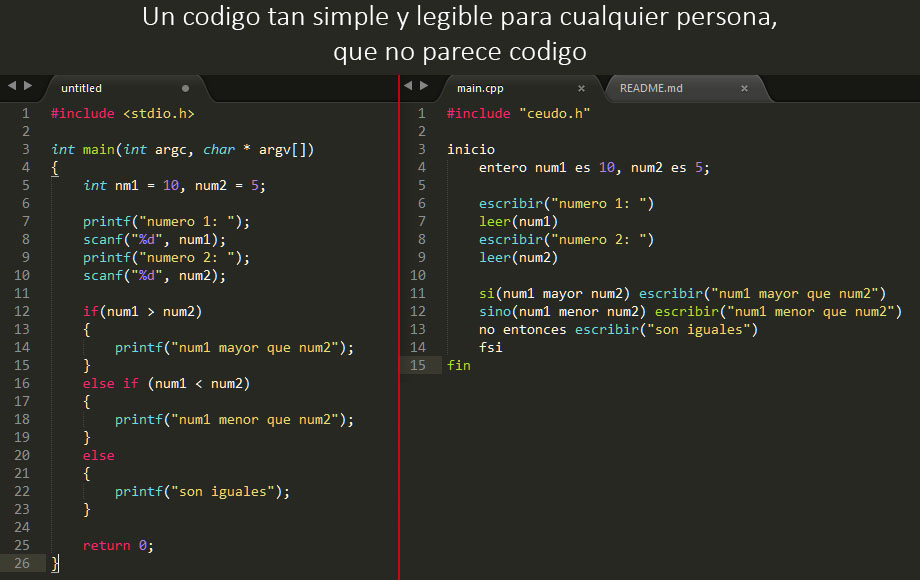 Un codigo tan simple y legible para cualquier persona,
que no parece codigo
untitled
1 #include <stdio.h>
2
3 int main(int argc, char * argv[])
4 {
5 int nm1 = 10, num2 = 5;
6
7 printf("numero 1: ");
8 scanf("%d", num1);
9 printf("numero 2: ");
10 scanf("%d", num2);
11
12 if(num1 > num2)
13 {
14 printf("num1 mayor que num2");
15 }
16 else if (num1 < num2)
17 {
18 printf("num1 menor que num2");
19 }
20 else
21 {
22 printf("son iguales");
23 }
24
25 return 0;
26 }
main.cpp
README.md
1 #include "ceudo.h"
2
3 inicio
4 entero num1 es 10, num2 es 5;
5
6 escribir("numero 1: ")
7 leer(num1)
8 escribir("numero 2: ")
9 leer(num2)
10
11 si(num1 mayor num2) escribir("num1 mayor que num2")
12 sino(num1 menor num2) escribir("num1 menor que num2")
13 no entonces escribir("son iguales")
14 fsi
15 fin